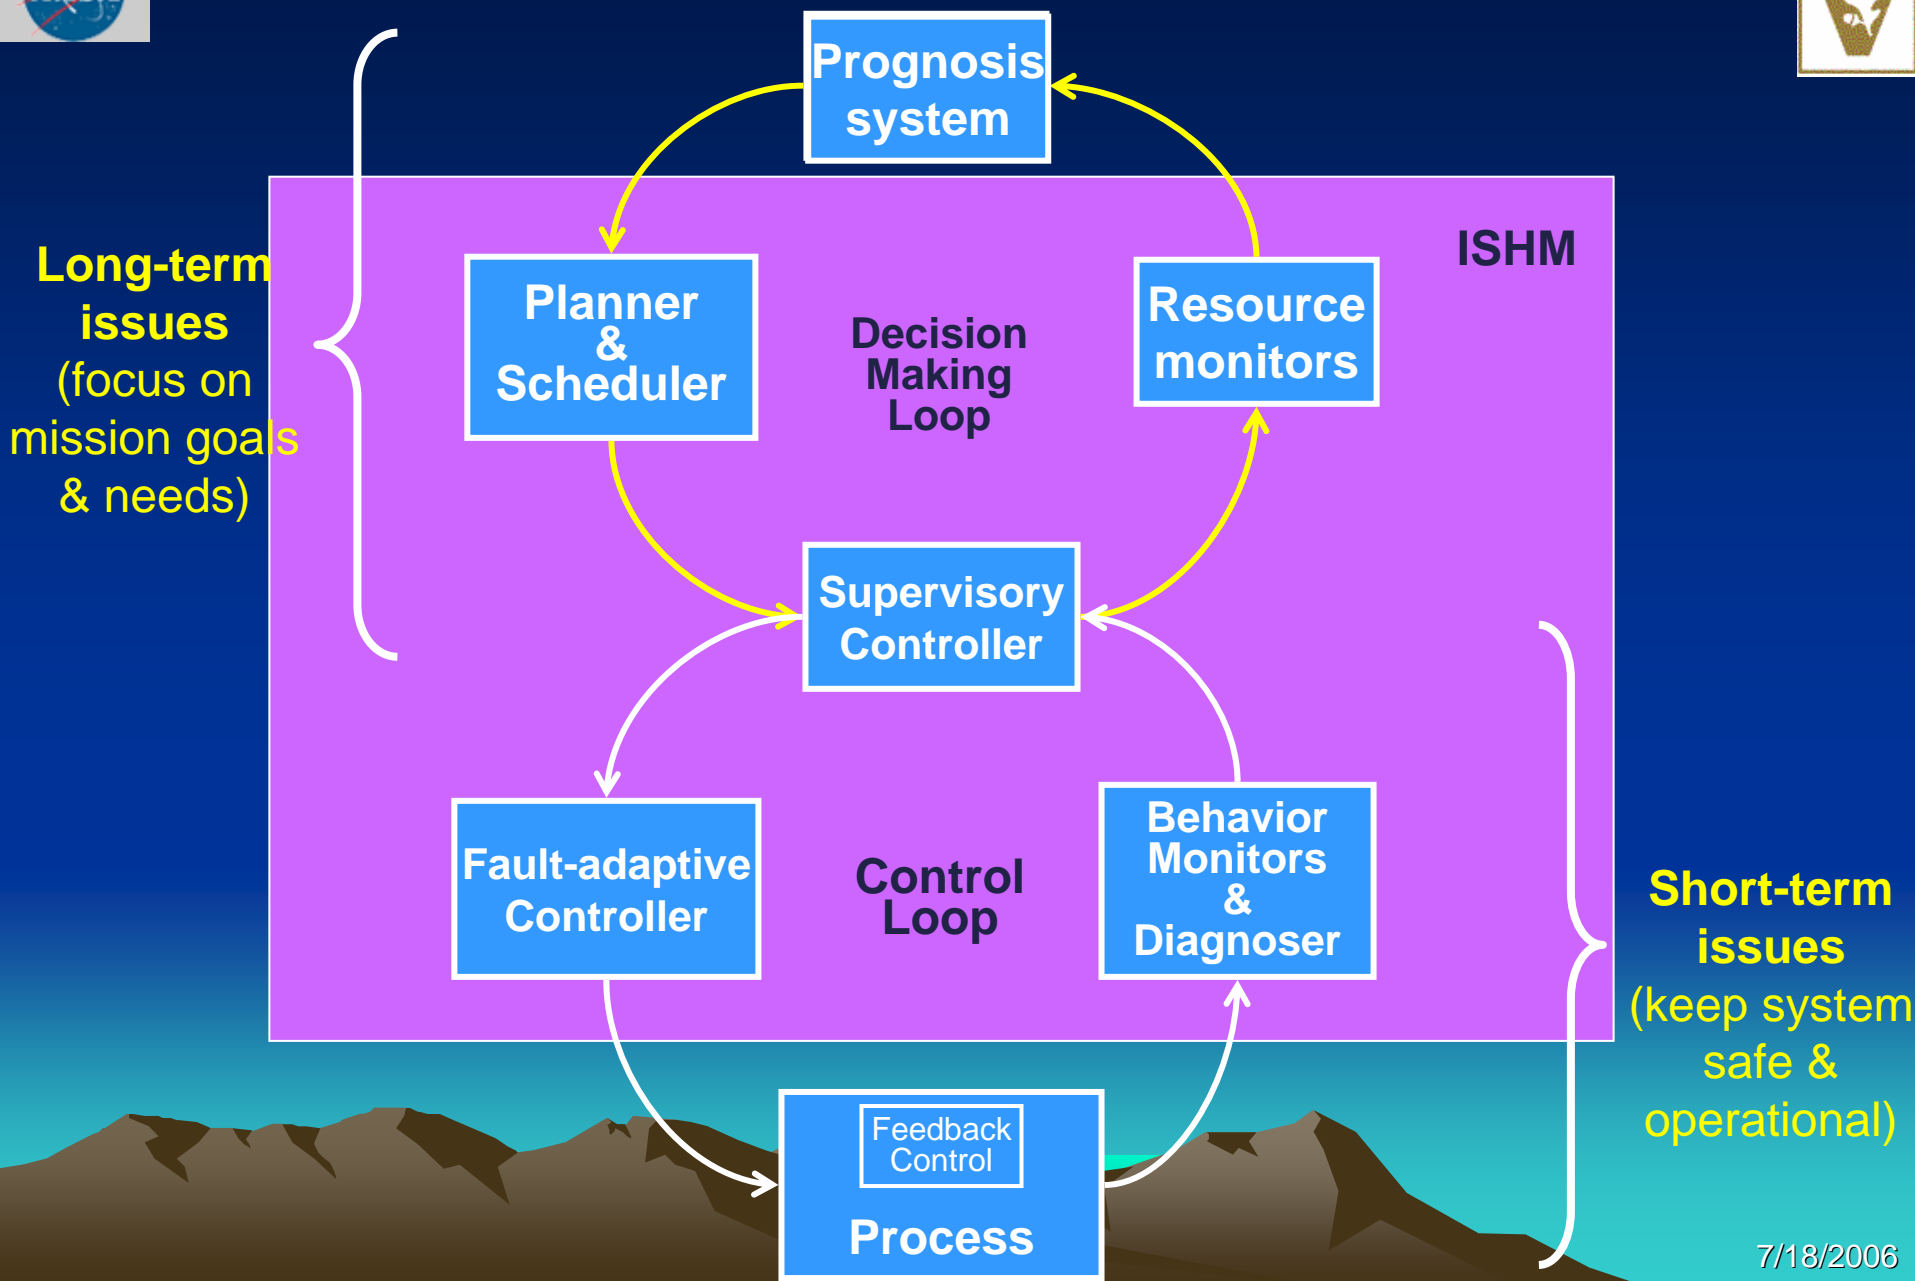 Prognosis
system
ISHM
Long-term
issues
(focus on
mission goals
& needs)
Planner
&
Scheduler
Decision
Making
Loop
Resource
monitors
Supervisory
Controller
Fault-adaptive
Controller
Control
Loop
Behavior
Monitors
&
Diagnoser
Short-term
issues
(keep system
safe &
operational)
Feedback
Control
Process
7/18/2006